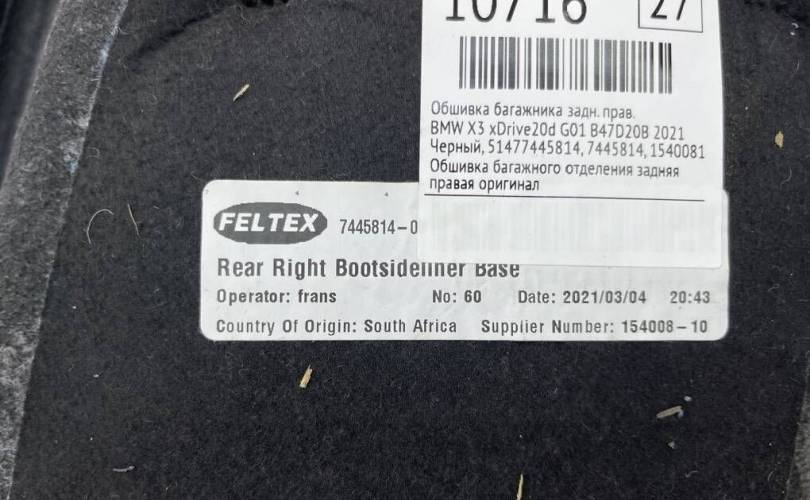 10716 27
Обшивка багажника задн. прав.
BMW X3 xDrive20d G01 B47D20B 2021
Черный, 51477445814, 7445814, 1540081
Обшивка багажного отделения задняя
правая оригинал
FELTEX 7445814-0
Rear Right Bootsideliner Base
Operator: frans No: 60 Date: 2021/03/04 20:43
Country Of Origin: South Africa Supplier Number: 154008-10